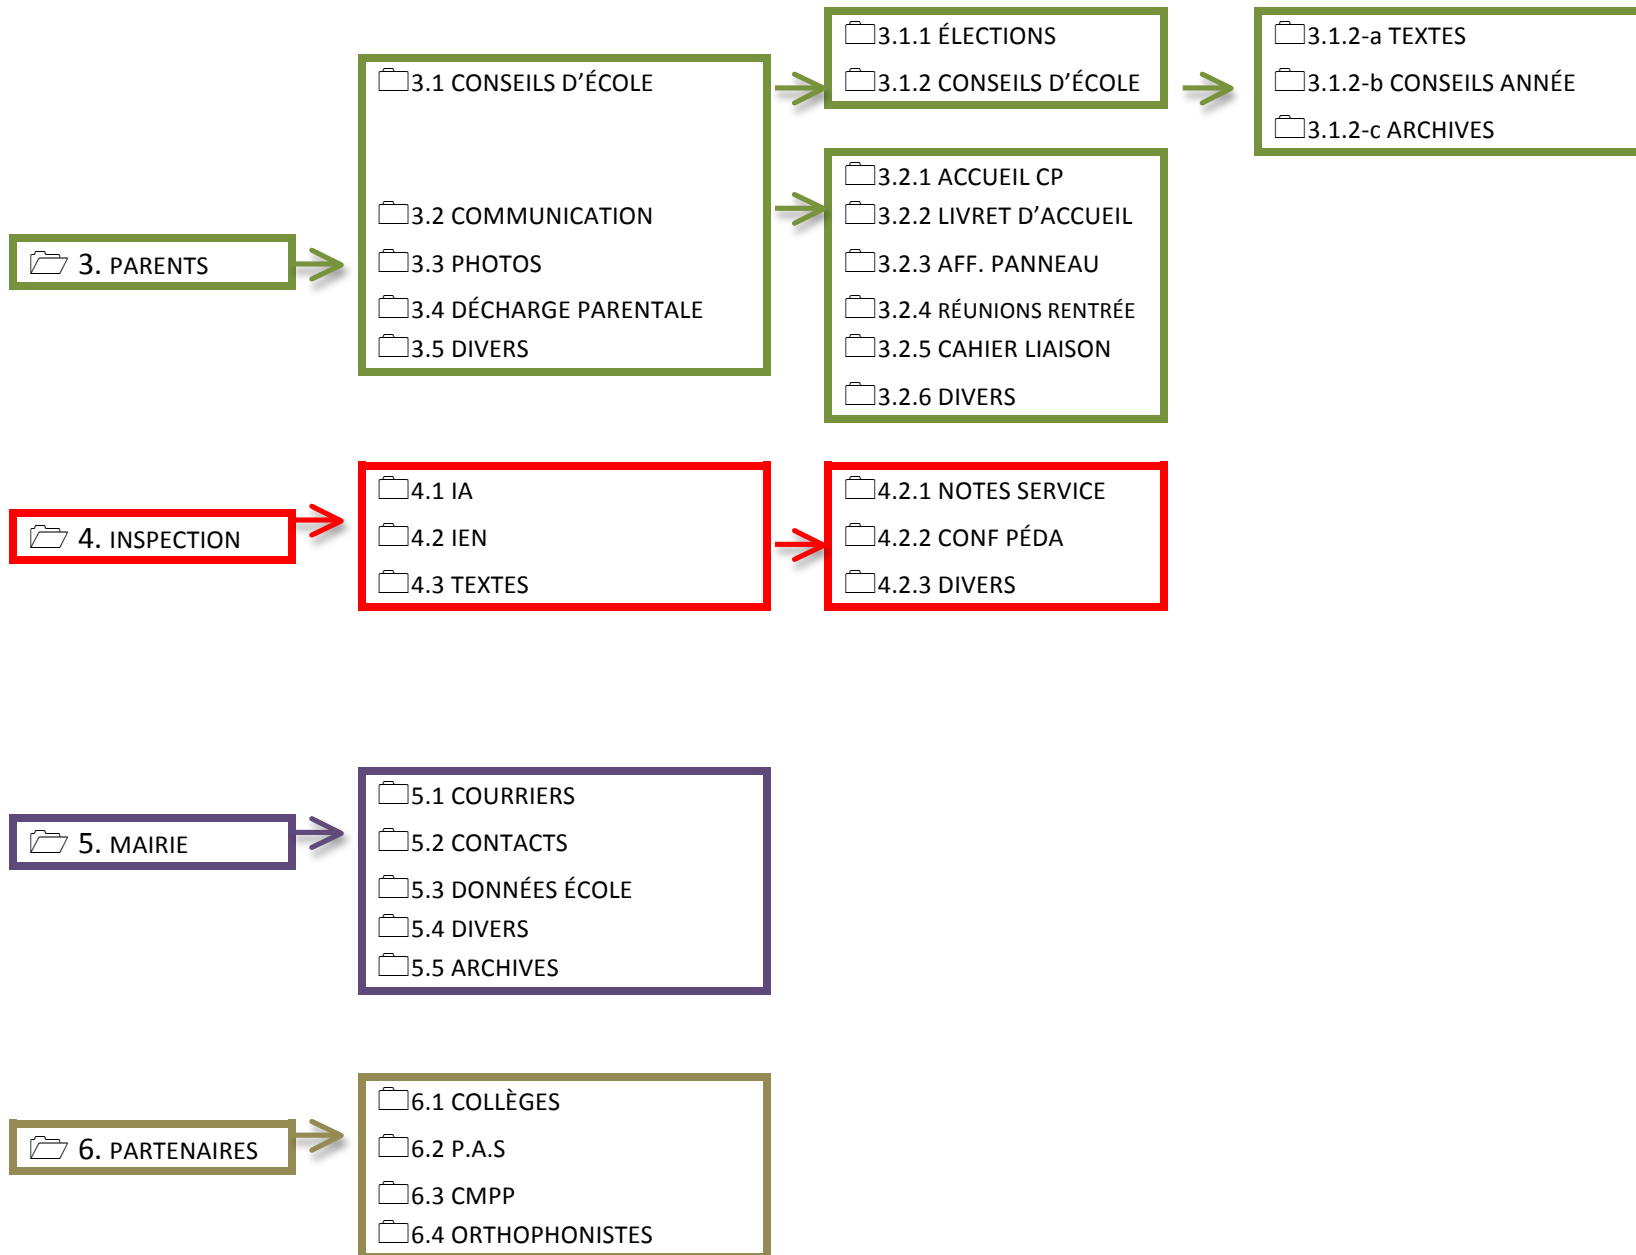 3. PARENTS
3.1 CONSEILS D’ÉCOLE
3.2 COMMUNICATION
3.3 PHOTOS
3.4 DÉCHARGE PARENTALE
3.5 DIVERS
3.1.1 ÉLECTIONS
3.1.2 CONSEILS D’ÉCOLE
3.1.2-a TEXTES
3.1.2-b CONSEILS ANNÉE
3.1.2-c ARCHIVES
3.2.1 ACCUEIL CP
3.2.2 LIVRET D’ACCUEIL
3.2.3 AFF. PANNEAU
3.2.4 RÉUNIONS RENTRÉE
3.2.5 CAHIER LIAISON
3.2.6 DIVERS
4. INSPECTION
4.1 IA
4.2 IEN
4.3 TEXTES
4.2.1 NOTES SERVICE
4.2.2 CONF PÉDA
4.2.3 DIVERS
5. MAIRIE
5.1 COURRIERS
5.2 CONTACTS
5.3 DONNÉES ÉCOLE
5.4 DIVERS
5.5 ARCHIVES
6. PARTENAIRES
6.1 COLLÈGES
6.2 P.A.S
6.3 CMPP
6.4 ORTHOPHONISTES